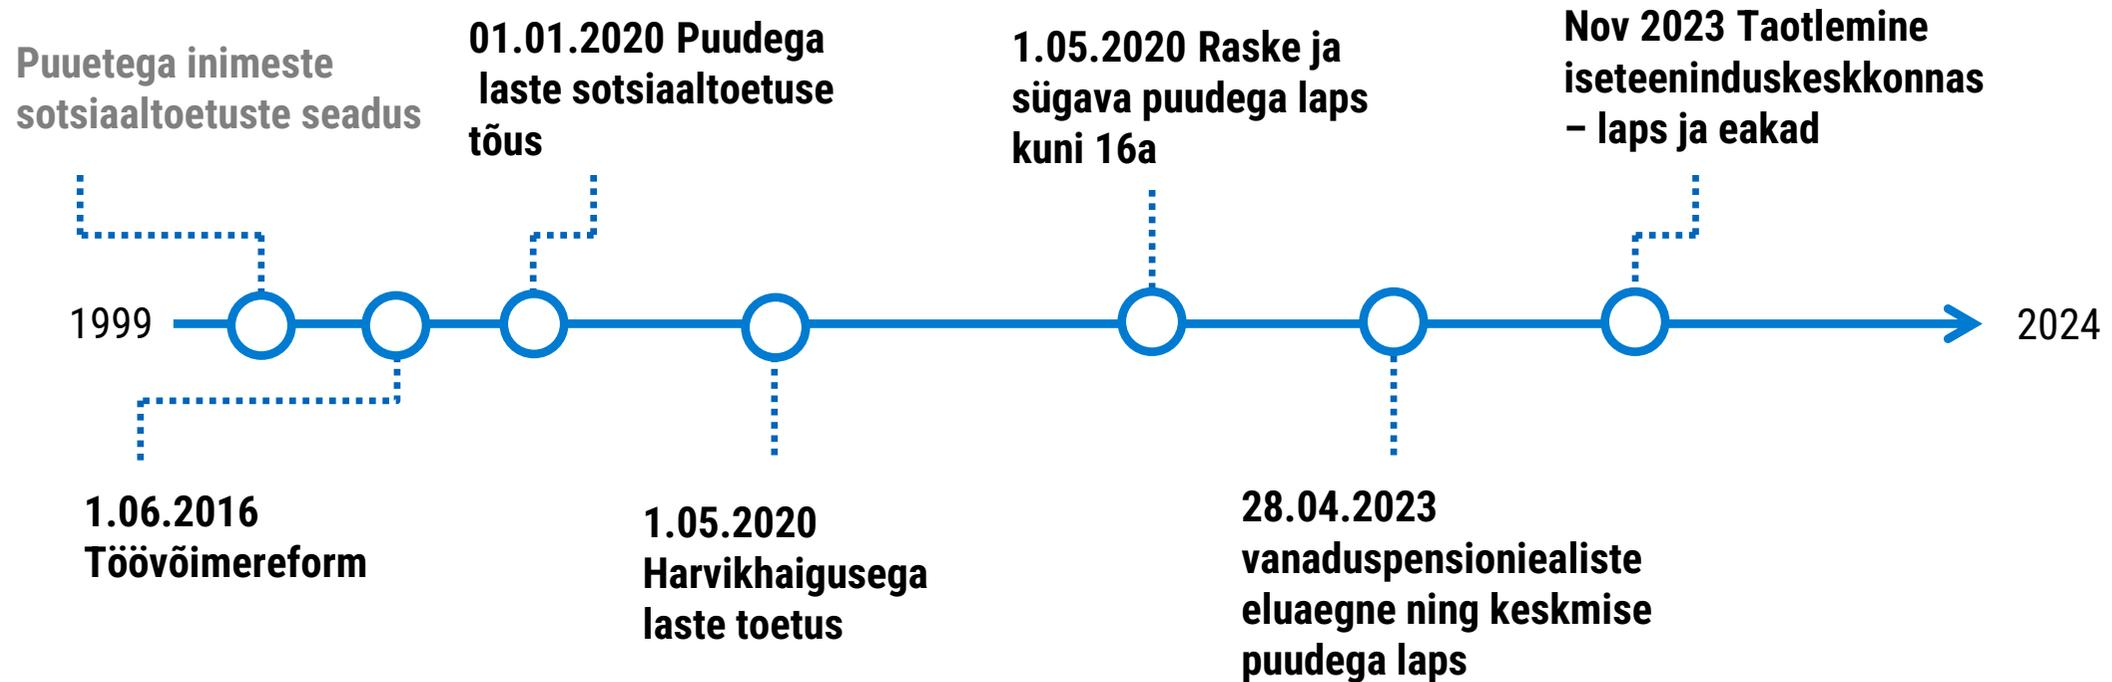 Puuetega inimeste
sotsiaaltoetuste seadus
01.01.2020 Puudega
laste sotsiaaltoetuse
tõus
1.05.2020 Raske ja
sügava puudega laps
kuni 16a
Nov 2023 Taotlemine
iseteeninduskeskkonnas
– laps ja eakad
1999
2024
1.06.2016
Töövõimereform
1.05.2020
Harvikhaigusega
laste toetus
28.04.2023
vanaduspensioniealiste
eluaegne ning keskmise
puudega laps